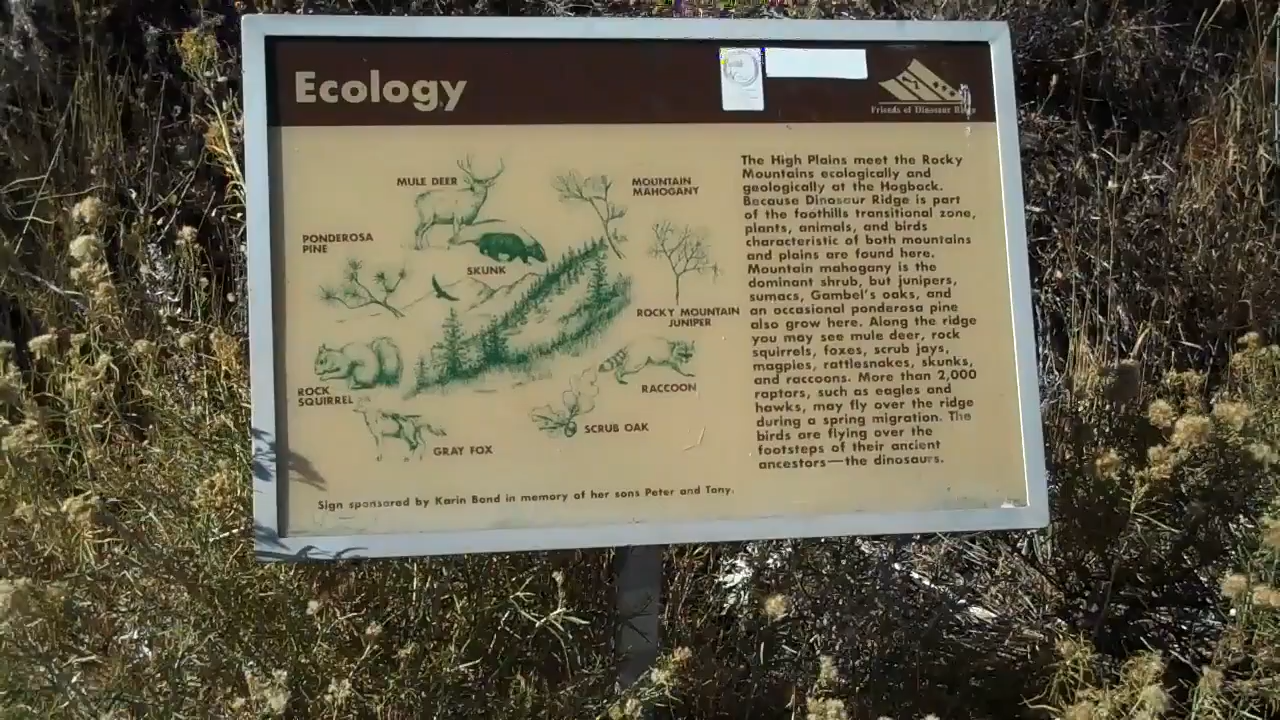 Ecology
Friends of Dinosaur Ridge
MULE DEER
MOUNTAIN
MAHOGANY
PONDEROSA
PINE
SKUNK
ROCKY MOUNTAIN
JUNIPER
ROCK
SQUIRREL
RACCOON
SCRUB OAK
GRAY FOX
Sign sponsored by Karin Bond in memory of her sons Peter and Tony.
The High Plains meet the Rocky
Mountains ecologically and
geologically at the Hogback.
Because Dinosaur Ridge is part
of the foothills transitional zone,
plants, animals, and birds
characteristic of both mountains
and plains are found here.
Mountain mahogany is the
dominant shrub, but junipers,
sumacs, Gambel's oaks, and
an occasional ponderosa pine
also grow here. Along the ridge
you may see mule deer, rock
squirrels, foxes, scrub jays,
magpies, rattlesnakes, skunks,
and raccoons. More than 2,000
raptors, such as eagles and
hawks, may fly over the ridge
during a spring migration. The
birds are flying over the
footsteps of their ancient
ancestors—the dinosaurs.